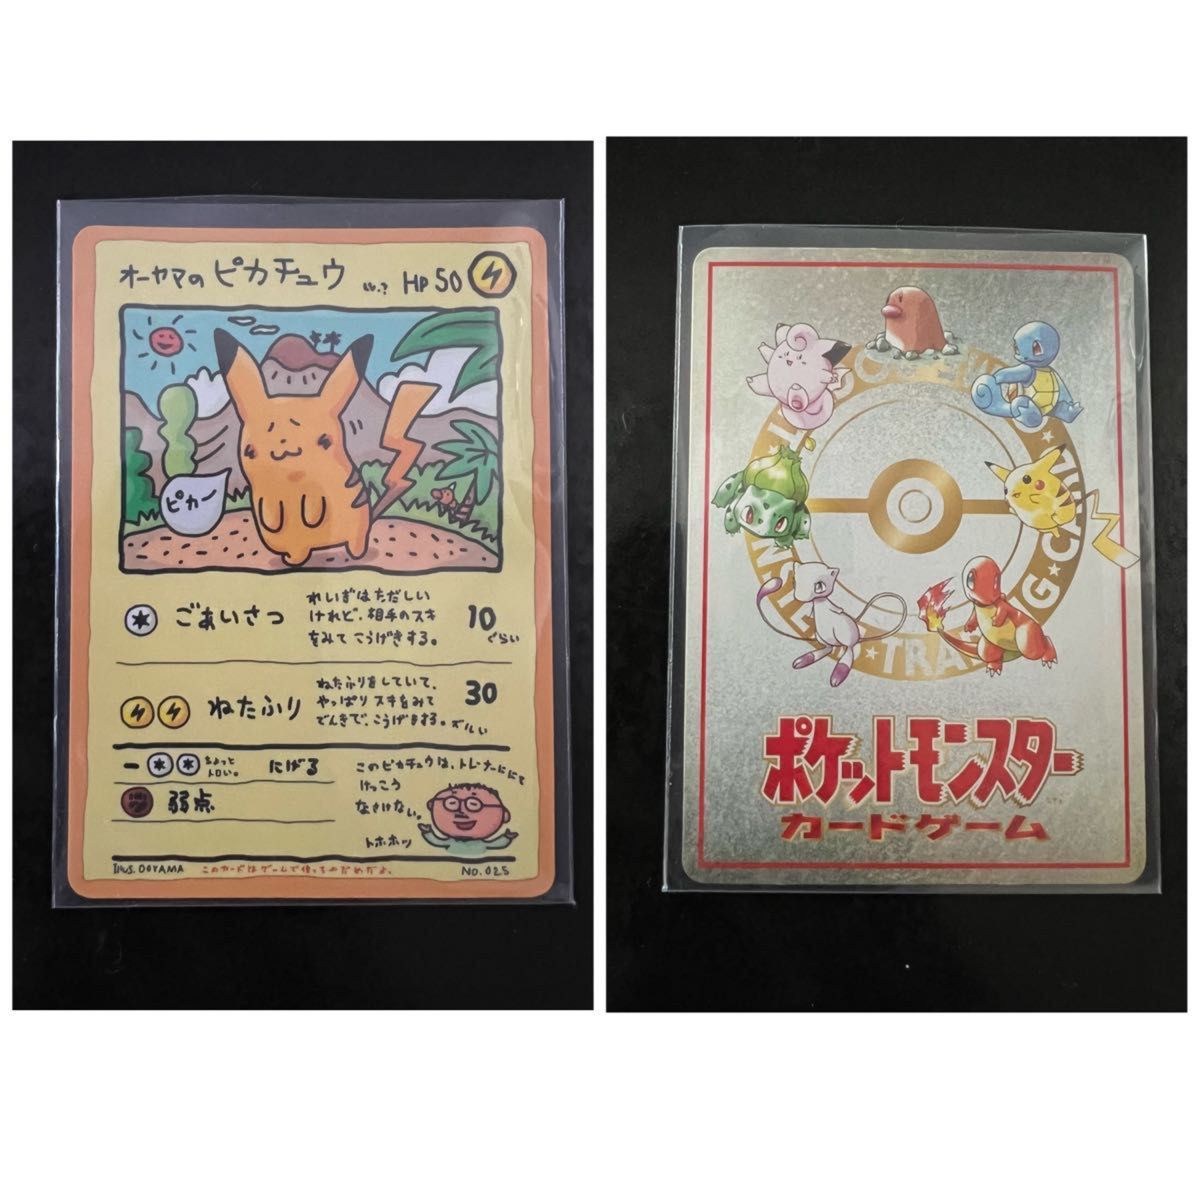 オーヤマの ピカチュウ Lv.? HP 50
ピカー
ごあいさつ
れいぎはただしい
けれど、相手のスキ
をみてこうげきする。
10
ぐらい
ねたふり
ねたふりをしていて、
やっぱりスキをみて
でんきで、こうげきする。ズルい
30
ー
ちょっと
トロい。
にげる
弱点
このピカチュウは、トレーナーににて
けっこう
なさけない。
トホホッ
Illus. OOYAMA このカードはゲームで使っちゃだめだよ。 NO. 025
ポケットモンスター
カードゲーム